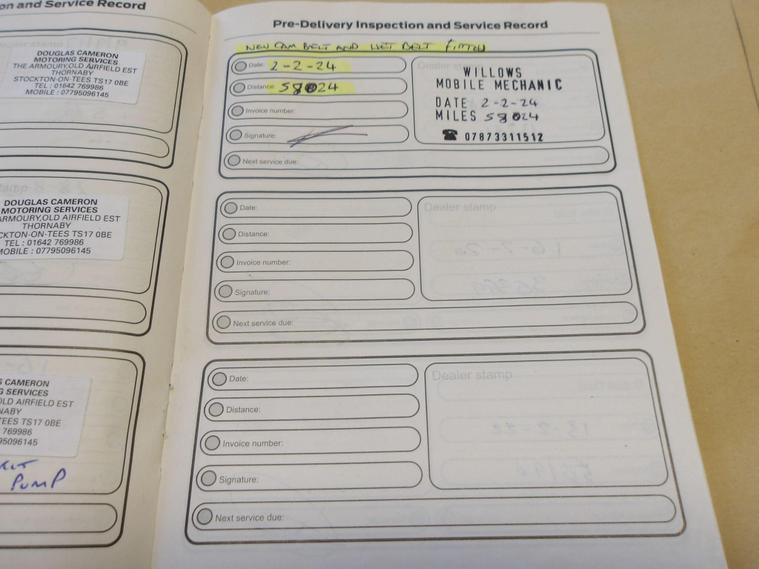 on and Service Record
DOUGLAS CAMERON
MOTORING SERVICES
THE ARMOURY,OLD AIRFIELD EST
THORNABY
STOCKTON-ON-TEES TS17 0BE
TEL : 01642 769986
MOBILE : 07795096145
DOUGLAS CAMERON
MOTORING SERVICES
ARMOURY,OLD AIRFIELD EST
THORNABY
CKTON-ON-TEES TS17 0BE
TEL : 01642 769986
MOBILE : 07795096145
S CAMERON
G SERVICES
OLD AIRFIELD EST
NABY
TEES TS17 0BE
769986
95096145
PUMP
Pre-Delivery Inspection and Service Record
NEW CAM BELT AND WET BELT FITTED
Date: 2-2-24
Distance: 58024
Invoice number:
Signature:
Next service due:
Dealer stamp
WILLOWS
MOBILE MECHANIC
DATE 2-2-24
MILES 58024
☎ 07873311512
Date:
Distance:
Invoice number:
Signature:
Next service due:
Dealer stamp
Date:
Distance:
Invoice number:
Signature:
Next service due:
Dealer stamp